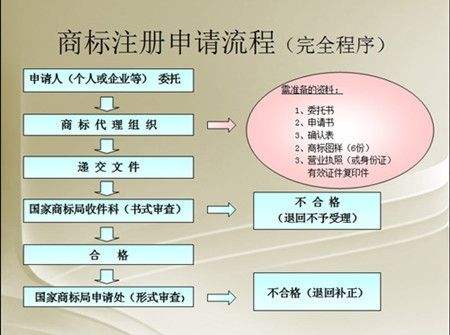 商标注册申请流程（完全程序）
申请人（个人或企业等） 委托
商标代理组织
递交文件
国家商标局收件科（书式审查）
合 格
国家商标局申请处（形式审查）
需准备的资料：
1、委托书
2、申请书
3、确认表
2、商标图样（6份）
3、营业执照（或身份证）
有效证件复印件
不 合 格
（退回不予受理）
不合格（退回补正）